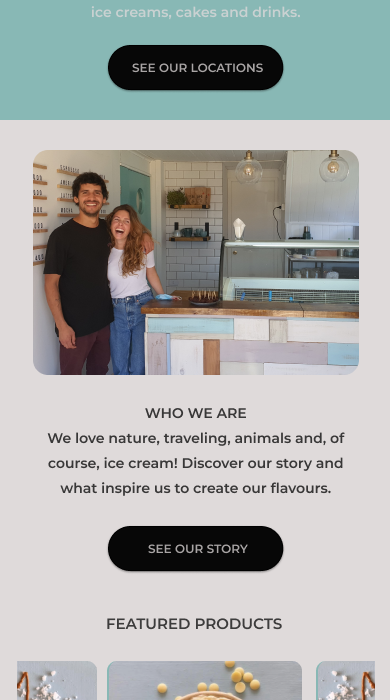 ice creams, cakes and drinks.
SEE OUR LOCATIONS
WHO WE ARE
We love nature, traveling, animals and, of
course, ice cream! Discover our story and
what inspire us to create our flavours.
SEE OUR STORY
FEATURED PRODUCTS